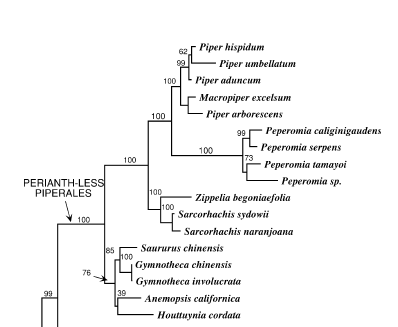 62
Piper hispidum
99
Piper umbellatum
100
Piper aduncum
Macropiper excelsum
100
Piper arborescens
99
Peperomia caliginigaudens
100
Peperomia serpens
73
Peperomia tamayoi
100
Peperomia sp.
PERIANTH-LESS
PIPERALES
100
Zippelia begoniaefolia
100
Sarcorhachis sydowii
100
Sarcorhachis naranjoana
85
Saururus chinensis
100
Gymnotheca chinensis
76
Gymnotheca involucrata
99
39
Anemopsis californica
Houttuynia cordata